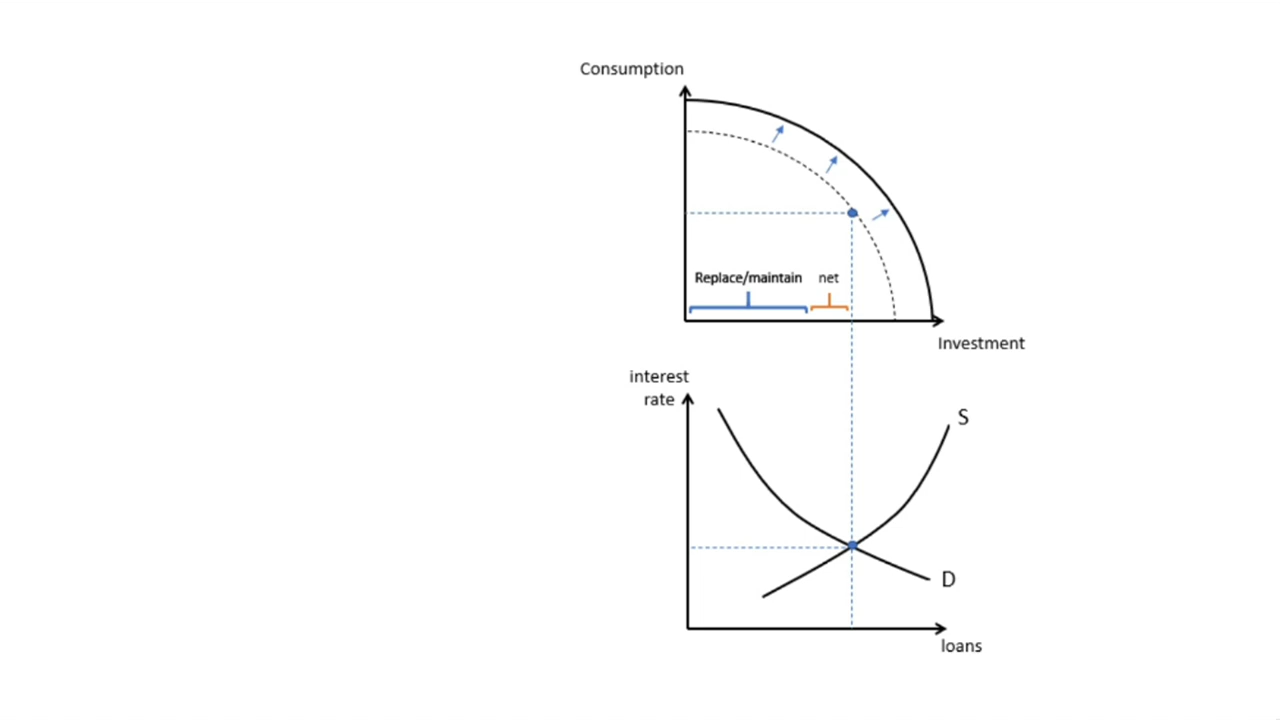 Consumption
Replace/maintain net
Investment
interest
rate
S
D
loans